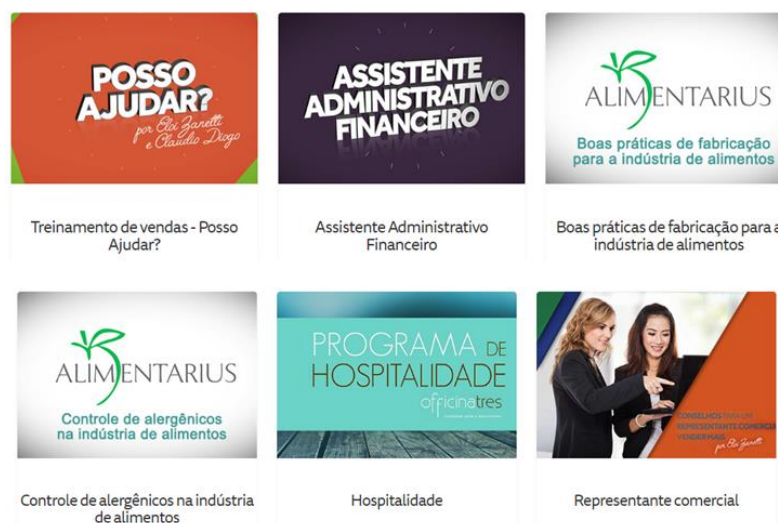 POSSO
AJUDAR?
por Eloi Zanetti
e Claudio Diogo
ASSISTENTE
ADMINISTRATIVO
FINANCEIRO
ALIMENTARIUS
Boas práticas de fabricação
para a indústria de alimentos
Treinamento de vendas - Posso
Ajudar?
Assistente Administrativo
Financeiro
Boas práticas de fabricação para a
indústria de alimentos
ALIMENTARIUS
Controle de alergênicos
na indústria de alimentos
PROGRAMA DE
HOSPITALIDADE
officinatres
CONSELHOS PARA UM
REPRESENTANTE COMERCIAL
VENDER MAIS
por Eloi Zanetti
Controle de alergênicos na indústria
de alimentos
Hospitalidade
Representante comercial